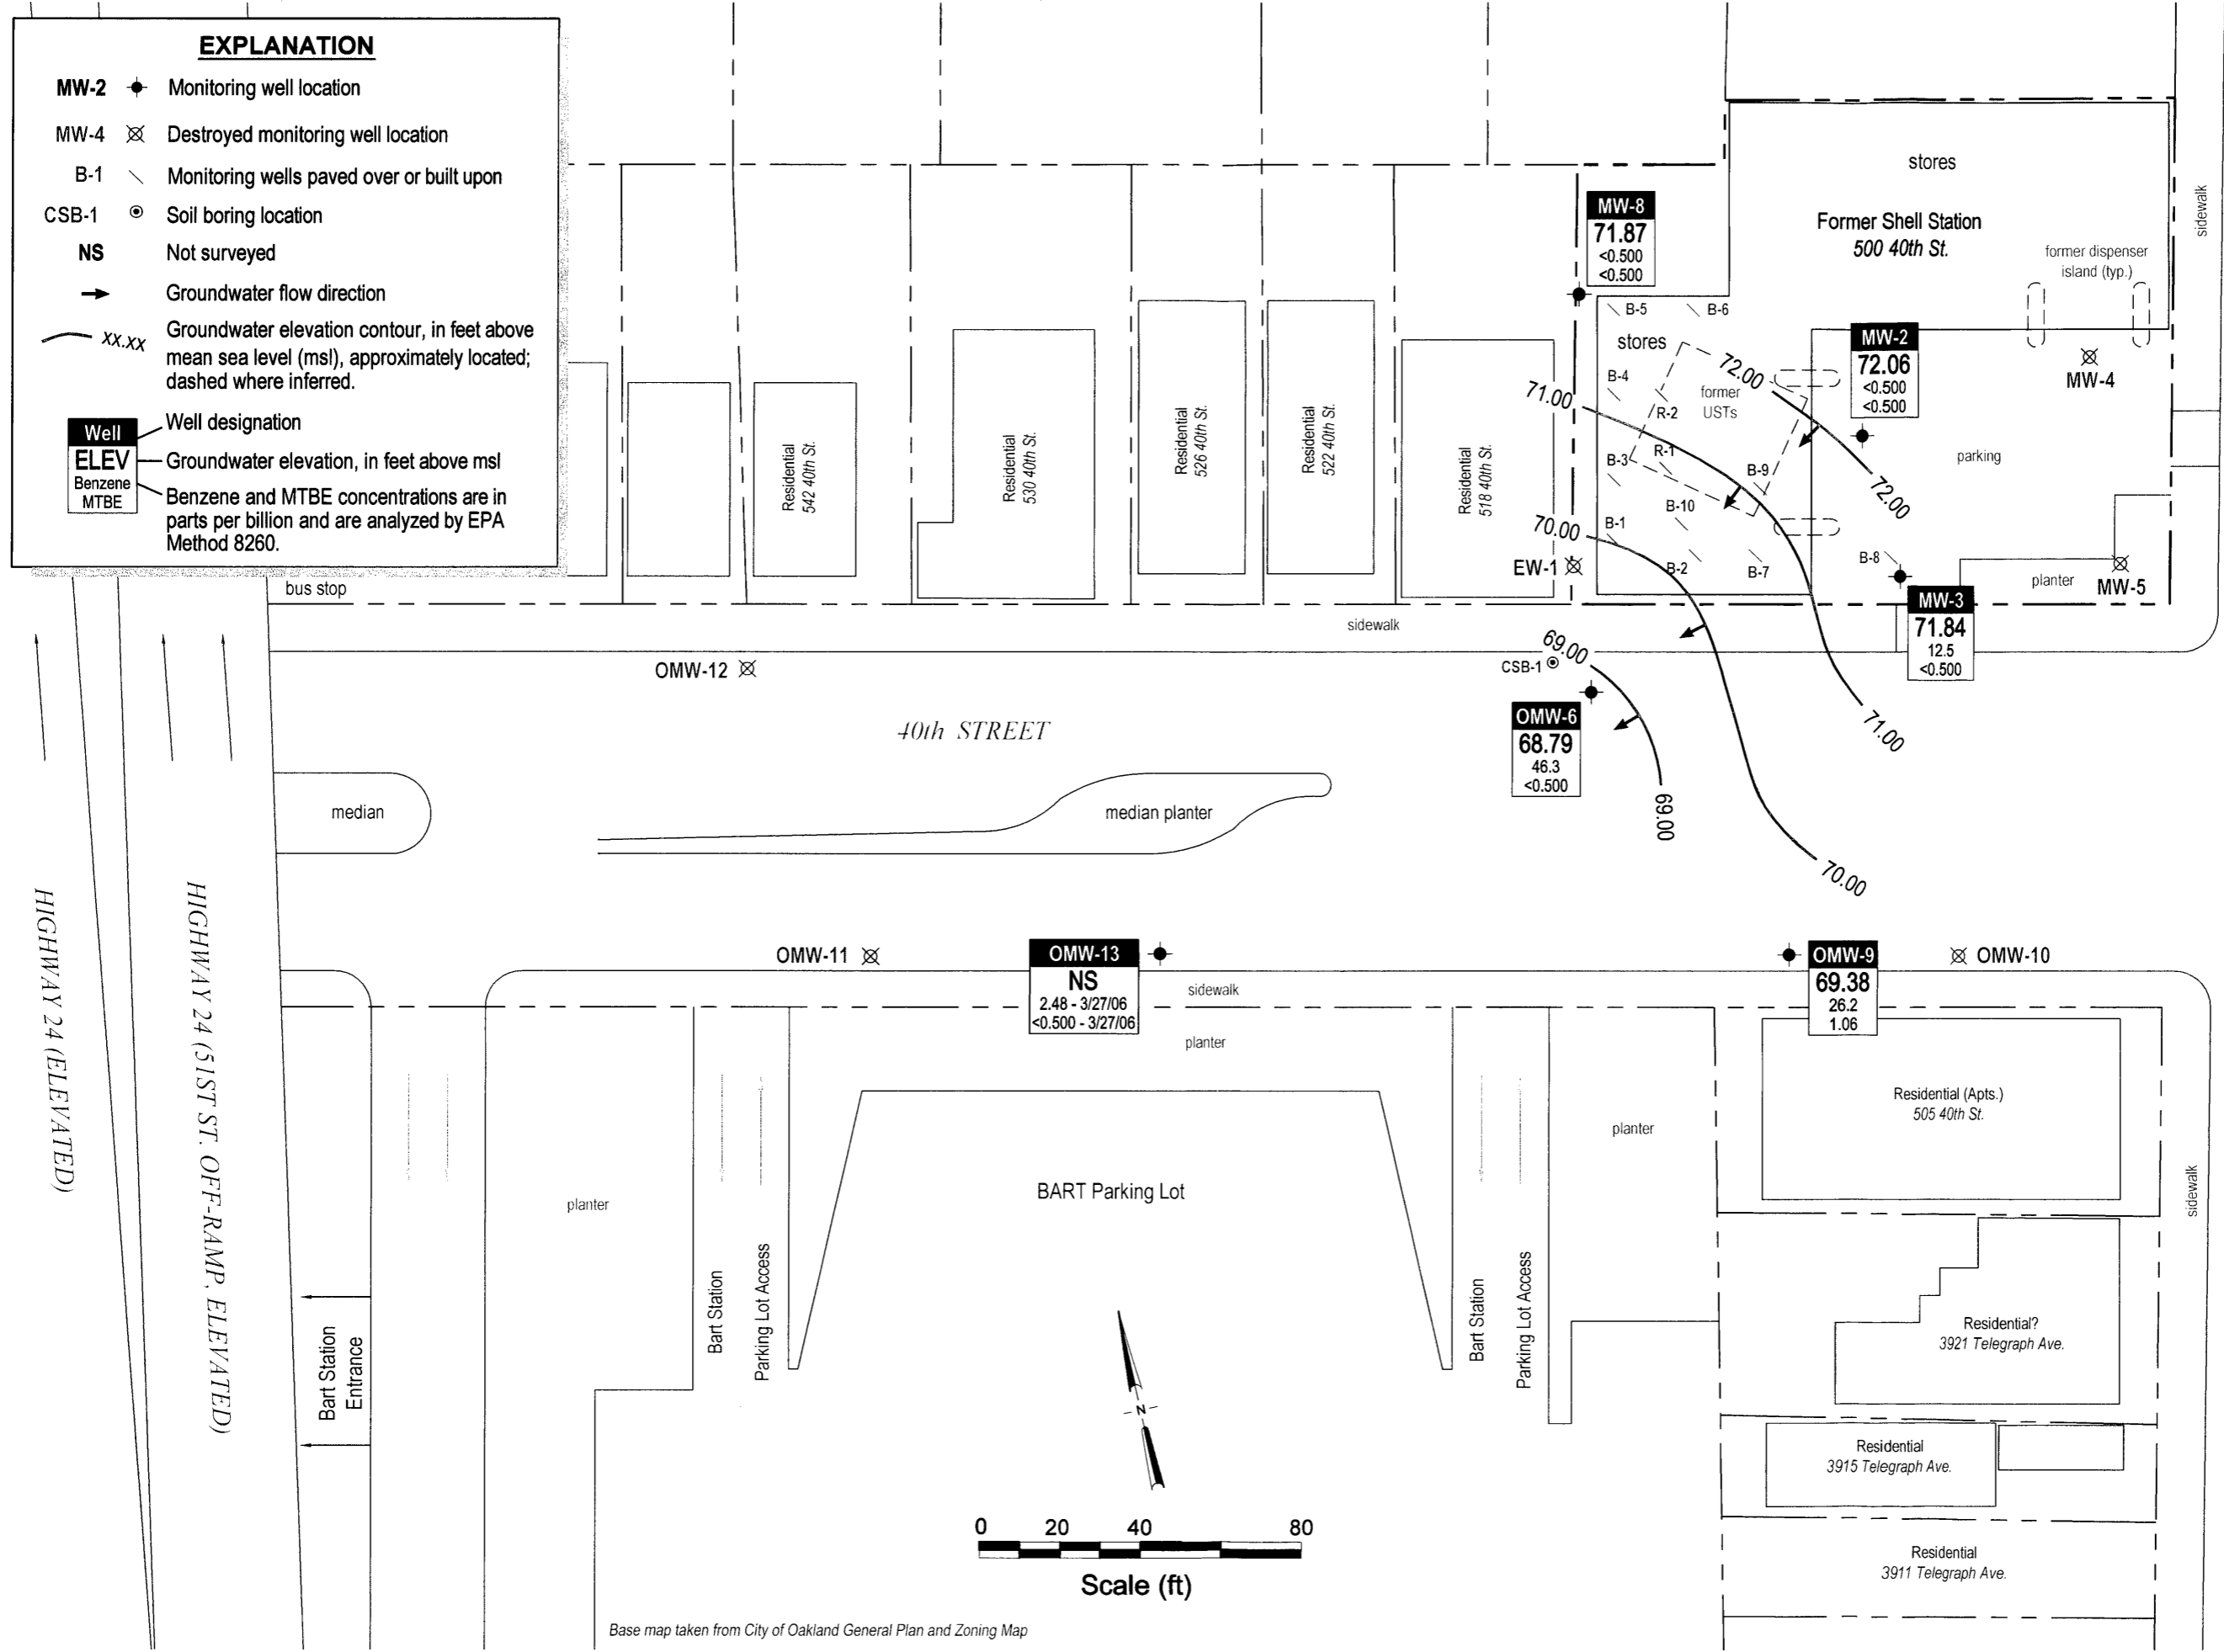 EXPLANATION
MW-2 Monitoring well location
MW-4 Destroyed monitoring well location
B-1 Monitoring wells paved over or built upon
CSB-1 Soil boring location
NS Not surveyed
Groundwater flow direction
XX.XX Groundwater elevation contour, in feet above
mean sea level (msl), approximately located;
dashed where inferred.
Well
ELEV
Benzene
MTBE
Well designation
Groundwater elevation, in feet above msl
Benzene and MTBE concentrations are in
parts per billion and are analyzed by EPA
Method 8260.
stores
Former Shell Station
500 40th St.
former dispenser
island (typ.)
sidewalk
MW-8
71.87
<0.500
<0.500
B-5
B-6
stores
MW-2
72.06
<0.500
<0.500
MW-4
72.00
71.00
B-4
R-2
former
USTs
B-3
R-1
B-9
parking
72.00
B-10
70.00
B-1
EW-1
B-2
B-7
B-8
planter
MW-5
MW-3
71.84
12.5
<0.500
Residential
542 40th St.
Residential
530 40th St.
Residential
526 40th St.
Residential
522 40th St.
Residential
518 40th St.
bus stop
sidewalk
OMW-12
CSB-1
69.00
OMW-6
68.79
46.3
<0.500
71.00
40th STREET
median
median planter
69.00
70.00
HIGHWAY 24 (ELEVATED)
HIGHWAY 24 (51ST ST. OFF-RAMP, ELEVATED)
OMW-11
OMW-13
NS
2.48 - 3/27/06
<0.500 - 3/27/06
sidewalk
planter
OMW-9
69.38
26.2
1.06
OMW-10
Residential (Apts.)
505 40th St.
planter
BART Parking Lot
planter
sidewalk
Bart Station
Parking Lot Access
Bart Station
Parking Lot Access
Bart Station
Entrance
Residential?
3921 Telegraph Ave.
N
Residential
3915 Telegraph Ave.
0 20 40 80
Scale (ft)
Residential
3911 Telegraph Ave.
Base map taken from City of Oakland General Plan and Zoning Map